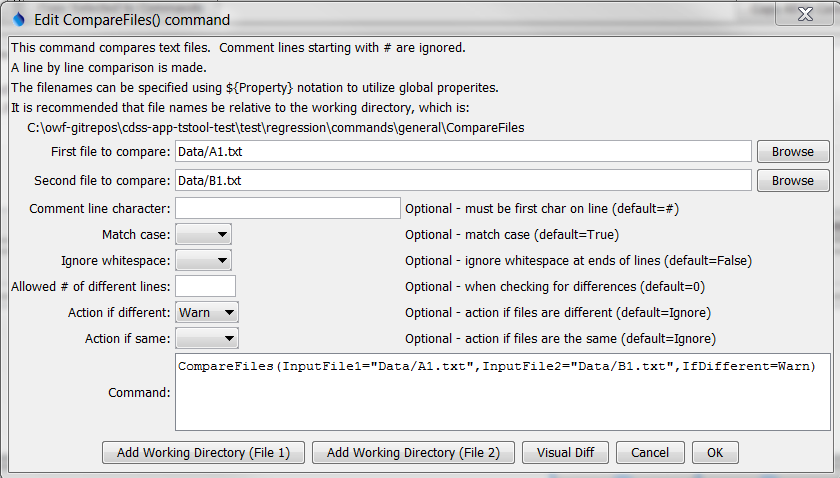 Edit CompareFiles() command
This command compares text files. Comment lines starting with # are ignored.
A line by line comparison is made.
The filenames can be specified using ${Property} notation to utilize global properites.
It is recommended that file names be relative to the working directory, which is:
C:\owf-gitrepos\cdss-app-tstool-test\test\regression\commands\general\CompareFiles
First file to compare: Data/A1.txt Browse
Second file to compare: Data/B1.txt Browse
Comment line character: Optional - must be first char on line (default=#)
Match case: Optional - match case (default=True)
Ignore whitespace: Optional - ignore whitespace at ends of lines (default=False)
Allowed # of different lines: Optional - when checking for differences (default=0)
Action if different: Warn Optional - action if files are different (default=Ignore)
Action if same: Optional - action if files are the same (default=Ignore)
CompareFiles(InputFile1="Data/A1.txt",InputFile2="Data/B1.txt",IfDifferent=Warn)
Command:
Add Working Directory (File 1) Add Working Directory (File 2) Visual Diff Cancel OK